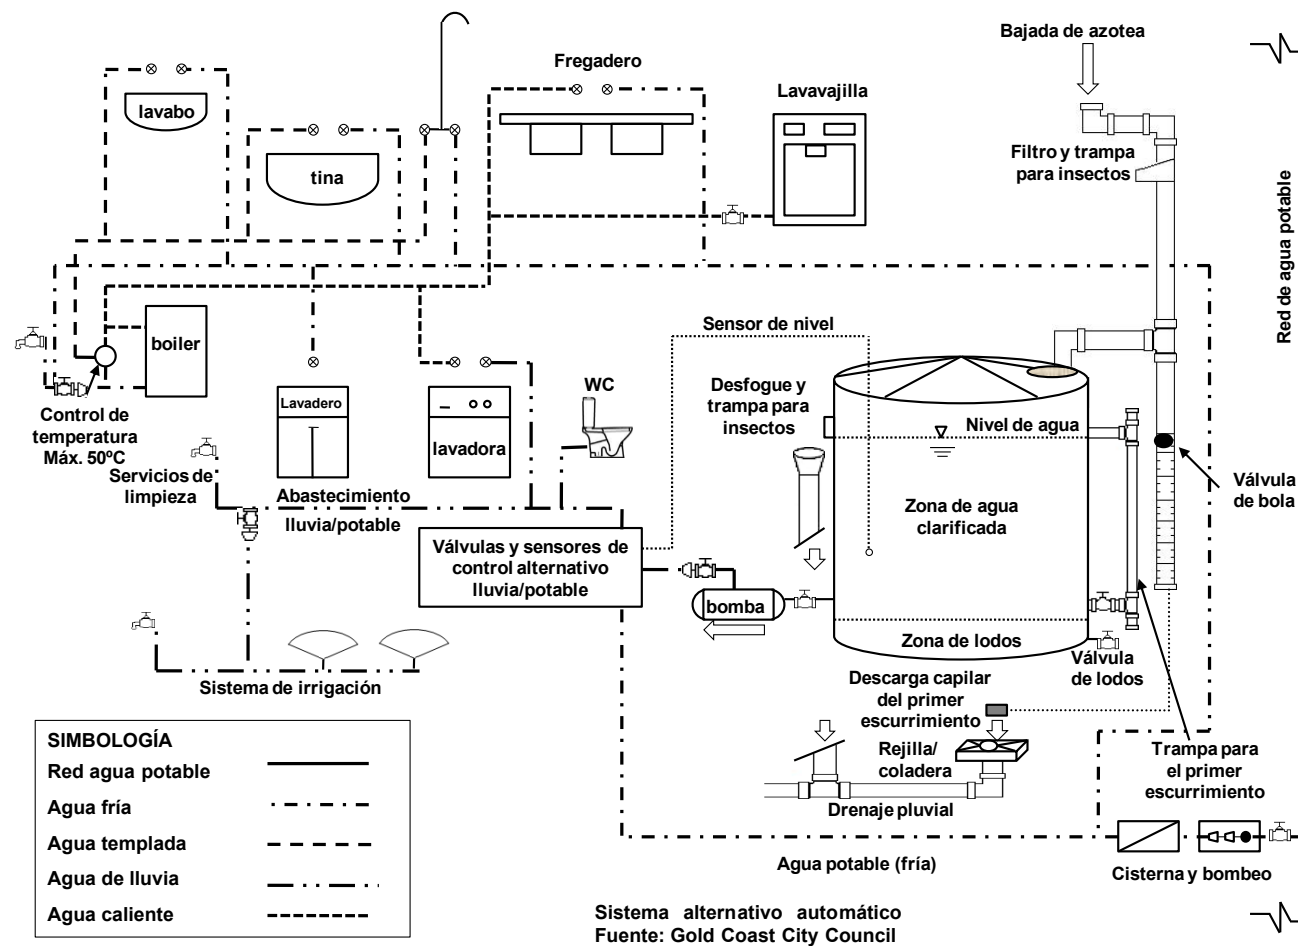 Bajada de azotea
Fregadero
Lavavajilla
lavabo
tina
Filtro y trampa
para insectos
Red de agua potable
boiler
Sensor de nivel
Control de
temperatura
Máx. 50ºC
Lavadero
lavadora
WC
Desfogue y
trampa para
insectos
Nivel de agua
Servicios de
limpieza
Válvula
de bola
Abastecimiento
lluvia/potable
Zona de agua
clarificada
Válvulas y sensores de
control alternativo
lluvia/potable
bomba
Zona de lodos
Válvula
de lodos
Sistema de irrigación
Descarga capilar
del primer
escurrimiento
Rejilla/
coladera
Trampa para
el primer
escurrimiento
Drenaje pluvial
SIMBOLOGÍA
Red agua potable
Agua fría
Agua templada
Agua de lluvia
Agua caliente
Agua potable (fría)
Cisterna y bombeo
Sistema alternativo automático
Fuente: Gold Coast City Council